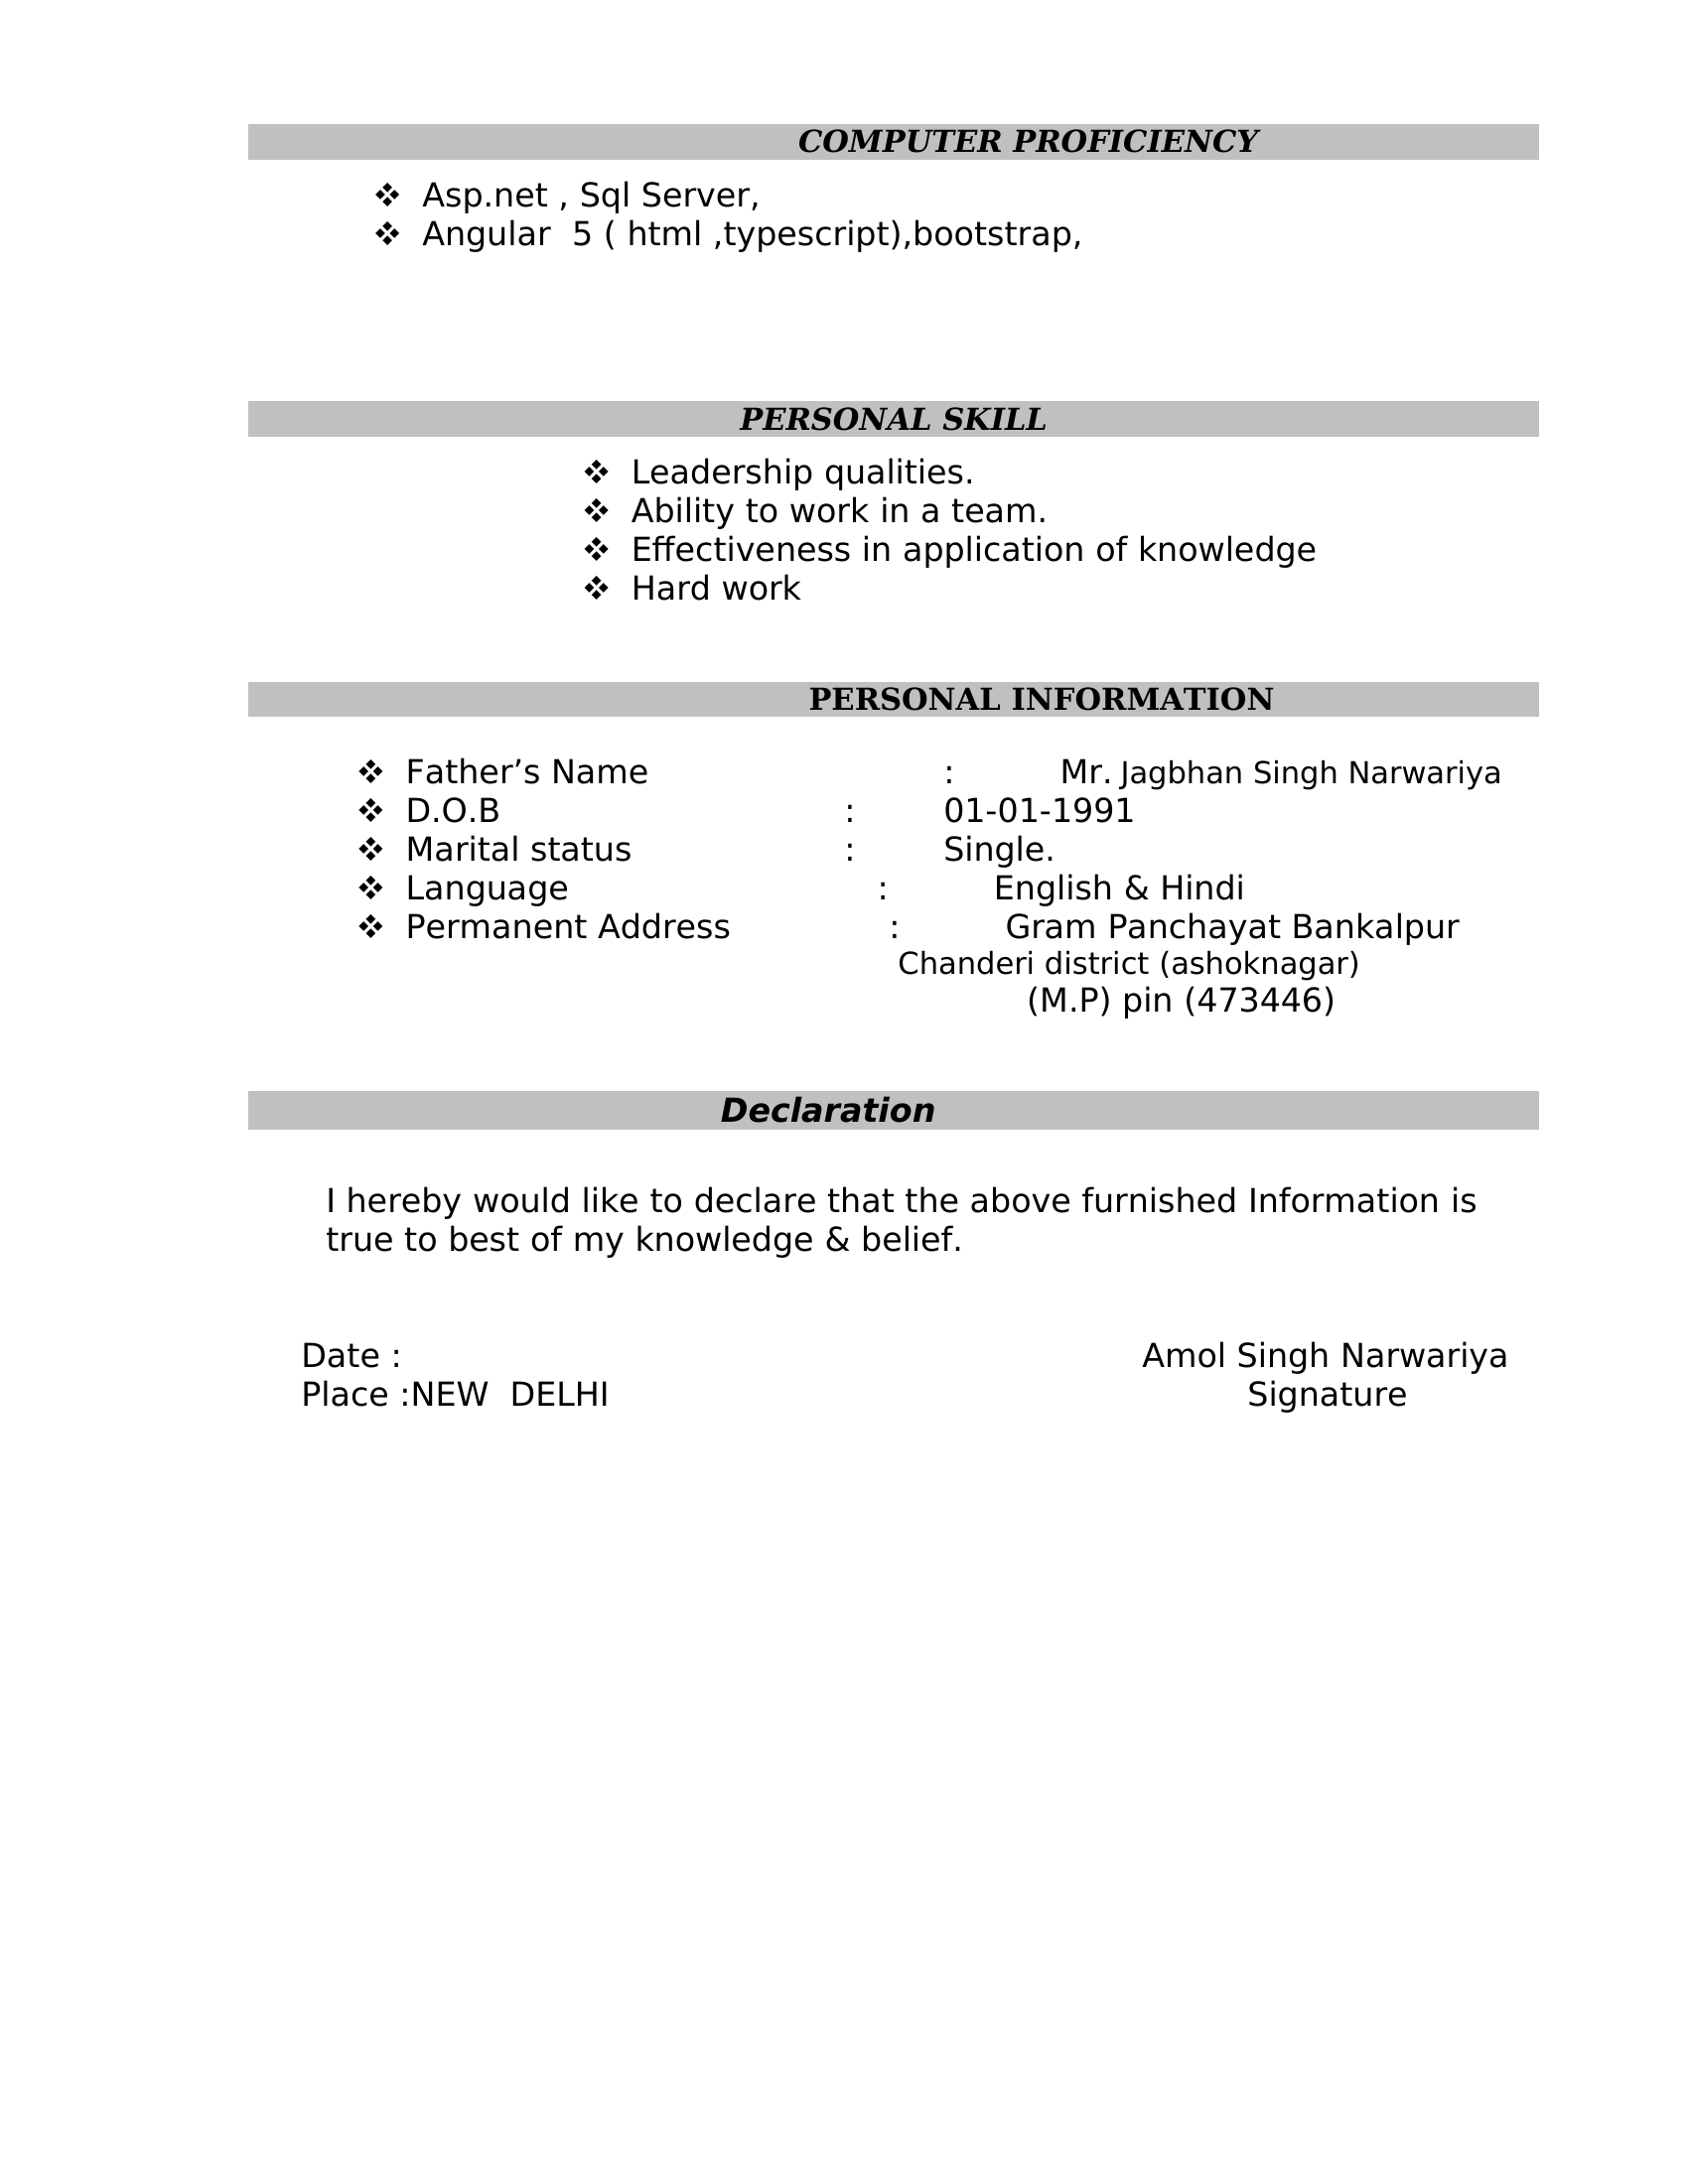 COMPUTER PROFICIENCY
❖ Asp.net , Sql Server,
❖ Angular  5 ( html ,typescript),bootstrap,
PERSONAL SKILL
❖ Leadership qualities.
❖ Ability to work in a team.
❖ Effectiveness in application of knowledge
❖ Hard work
PERSONAL INFORMATION
❖ Father’s Name : Mr. Jagbhan Singh Narwariya
❖ D.O.B : 01-01-1991
❖ Marital status : Single.
❖ Language : English & Hindi
❖ Permanent Address : Gram Panchayat Bankalpur
Chanderi district (ashoknagar)
(M.P) pin (473446)
Declaration
I hereby would like to declare that the above furnished Information is
true to best of my knowledge & belief.
Date : Amol Singh Narwariya
Place :NEW  DELHI Signature